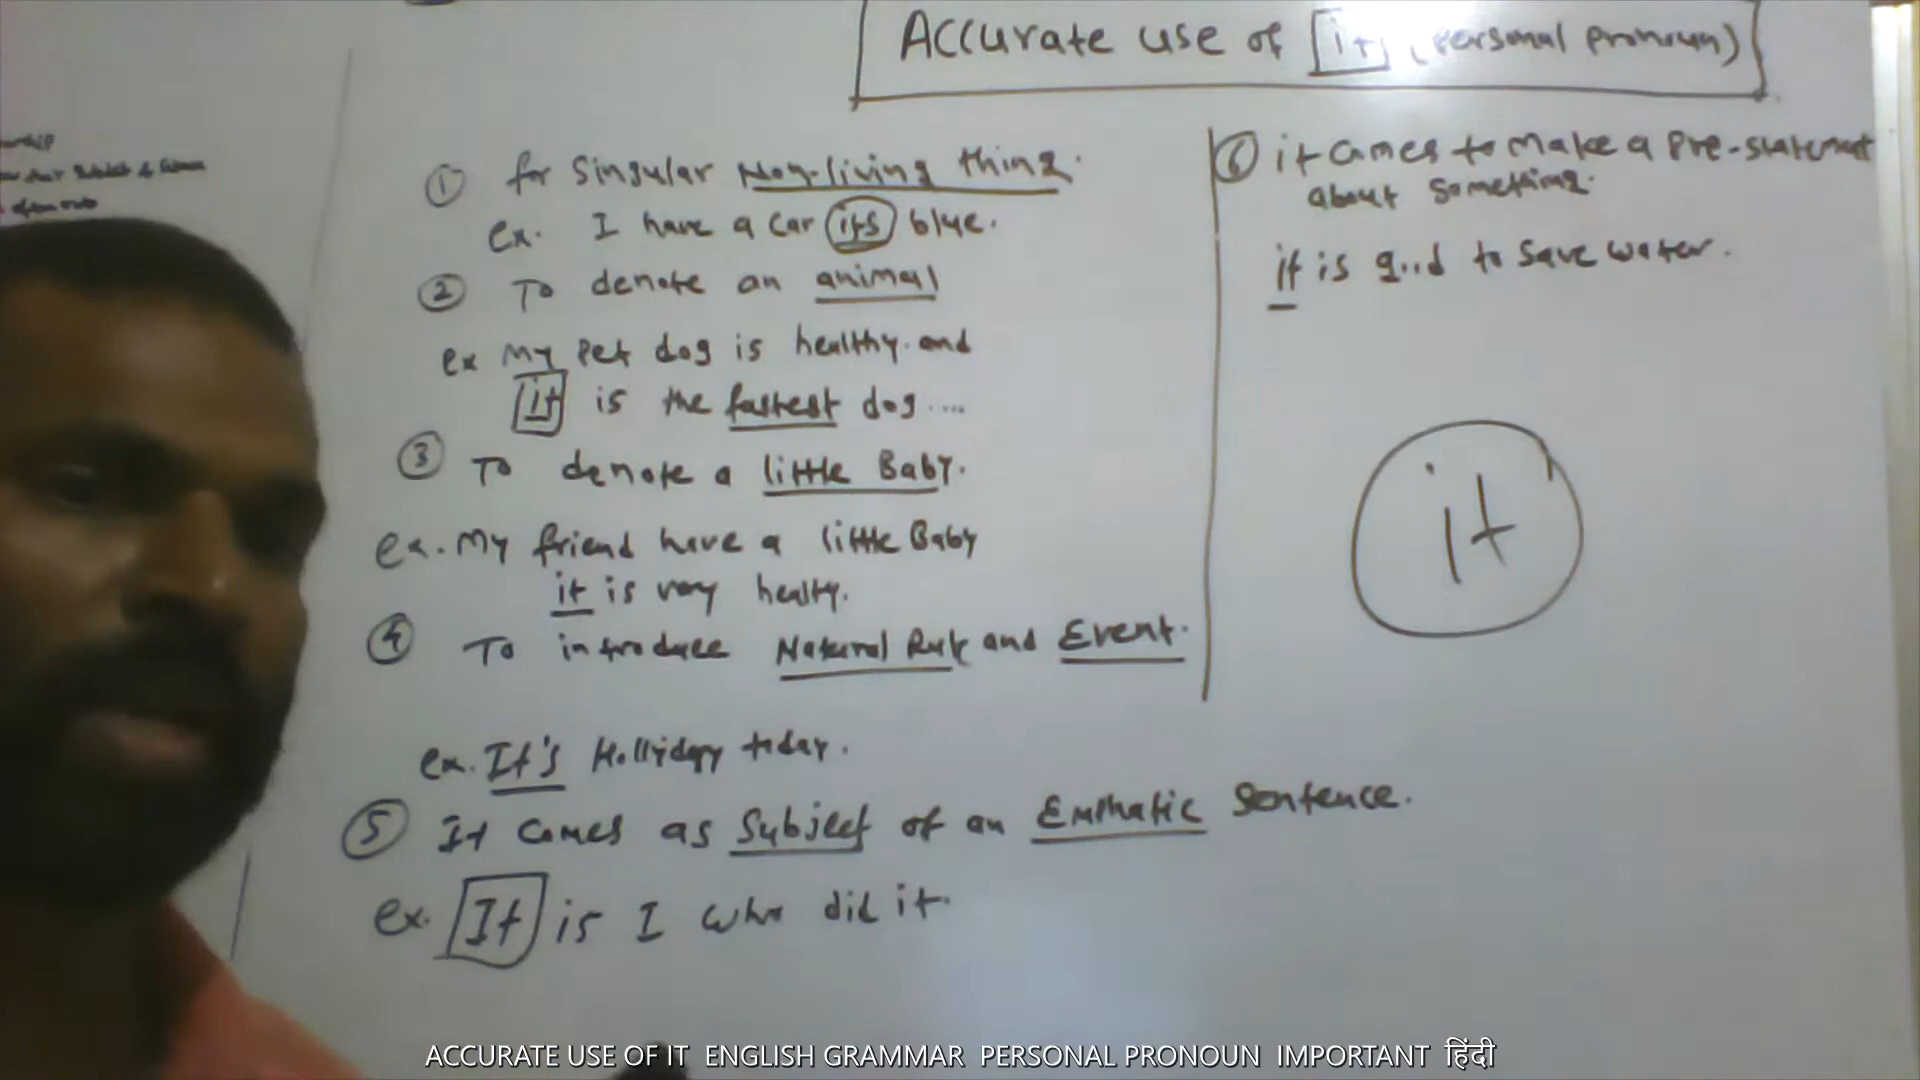 ACCURATE USE OF it (personal pronoun)
① for singular Non-living thing.
ex. I have a car its blue.
② To denote an animal
ex My pet dog is healthy and
it is the fastest dog ....
③ To denote a little Baby.
ex. My friend have a little Baby
it is very healty.
④ To introduce Natural Rule and Event.
ex. It's Holliday today.
⑤ It comes as Subject of an Emphatic Sentence.
ex. It is I who did it.
⑥ it comes to make a Pre-statement
about something.
it is good to save water.
it
ACCURATE USE OF IT ENGLISH GRAMMAR PERSONAL PRONOUN IMPORTANT हिंदी